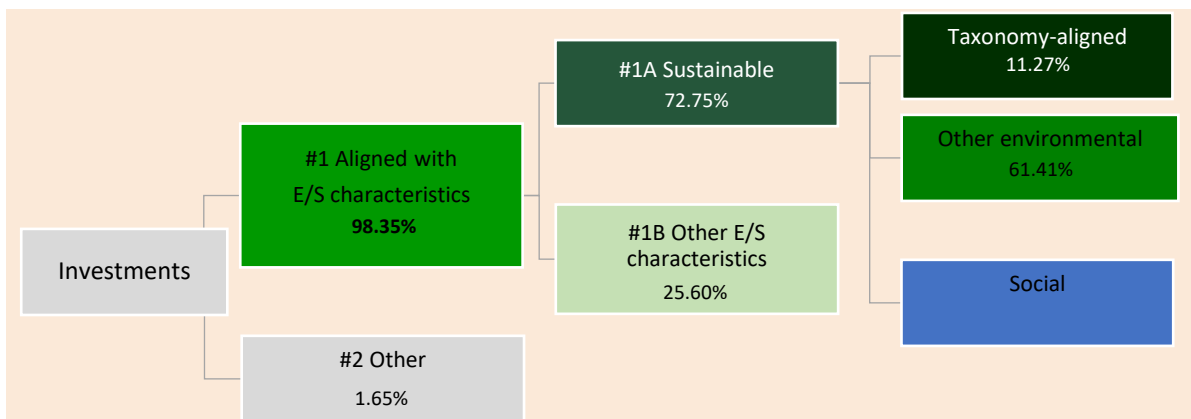 Investments
#1 Aligned with
E/S characteristics
98.35%
#2 Other
1.65%
#1A Sustainable
72.75%
#1B Other E/S
characteristics
25.60%
Taxonomy-aligned
11.27%
Other environmental
61.41%
Social